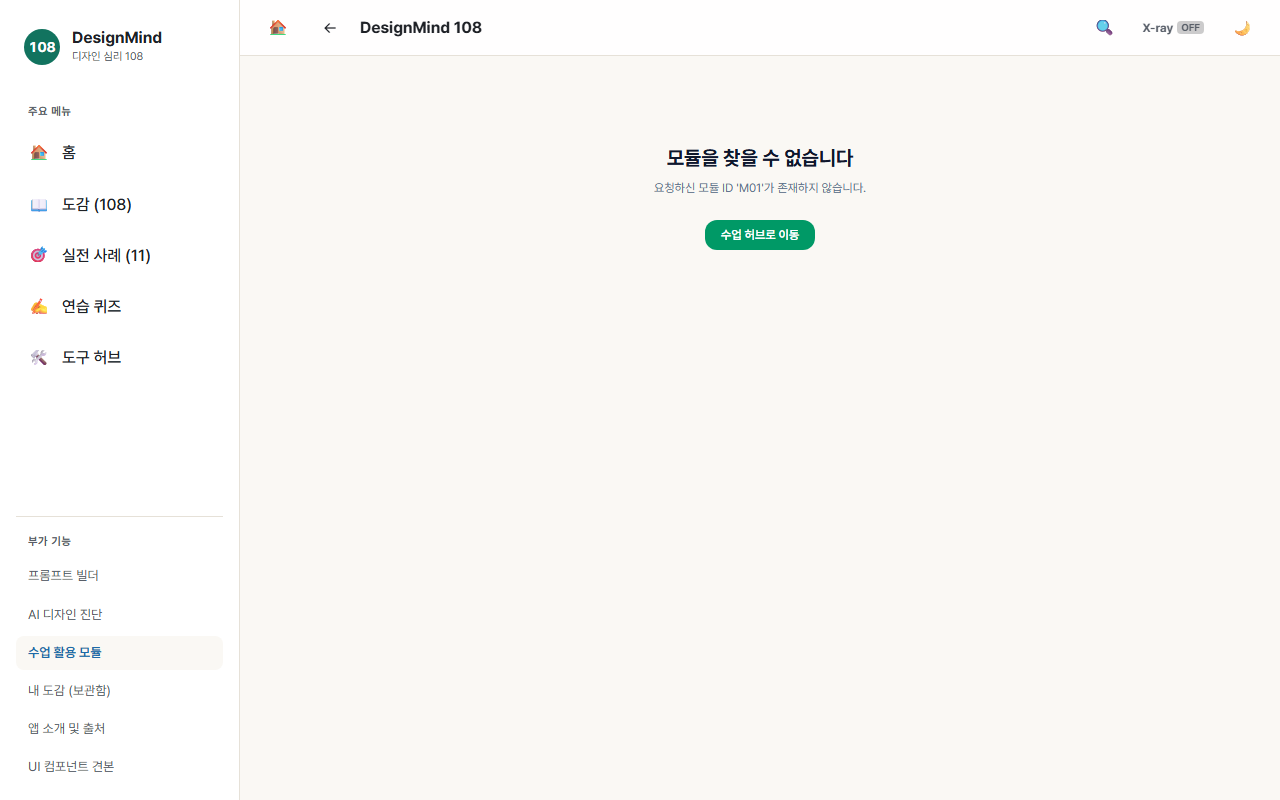 108
DesignMind
디자인 심리 108
주요 메뉴
홈
도감 (108)
실전 사례 (11)
연습 퀴즈
도구 허브
부가 기능
프롬프트 빌더
AI 디자인 진단
수업 활용 모듈
내 도감 (보관함)
앱 소개 및 출처
UI 컴포넌트 견본
DesignMind 108
X-ray OFF
모듈을 찾을 수 없습니다
요청하신 모듈 ID 'M01'가 존재하지 않습니다.
수업 허브로 이동